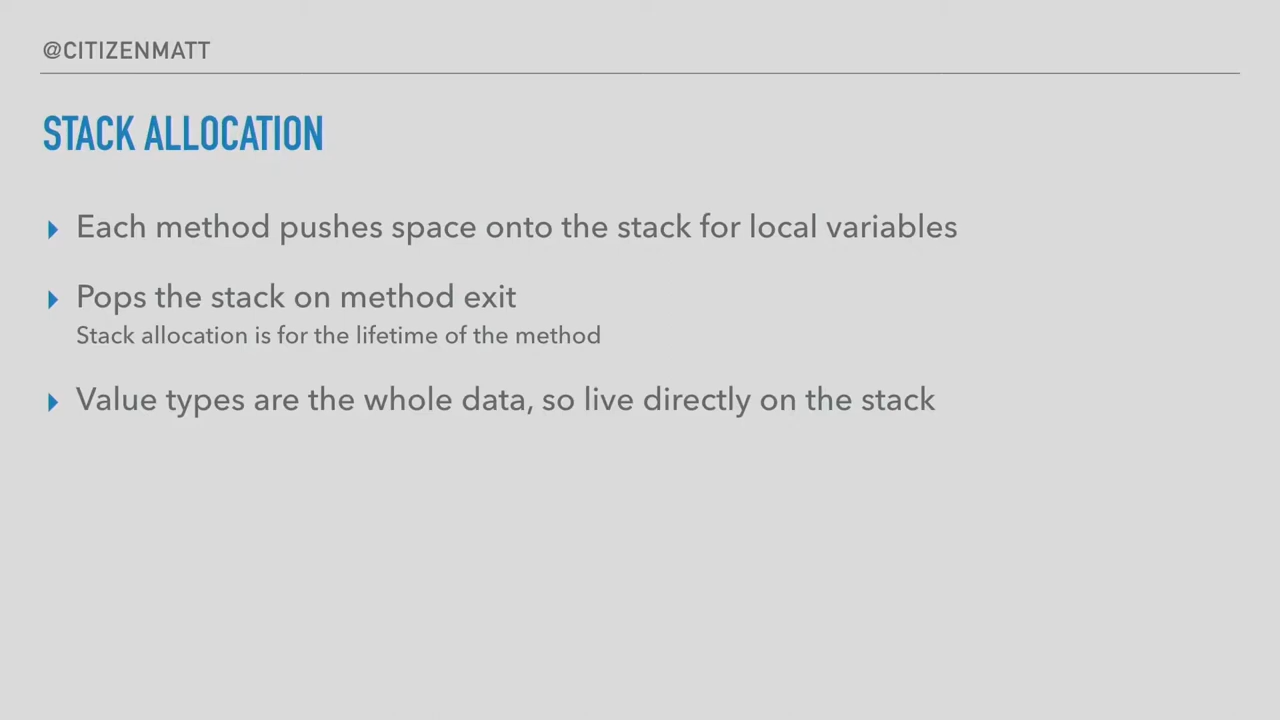 @CITIZENMATT
STACK ALLOCATION
Each method pushes space onto the stack for local variables
Pops the stack on method exit
Stack allocation is for the lifetime of the method
Value types are the whole data, so live directly on the stack